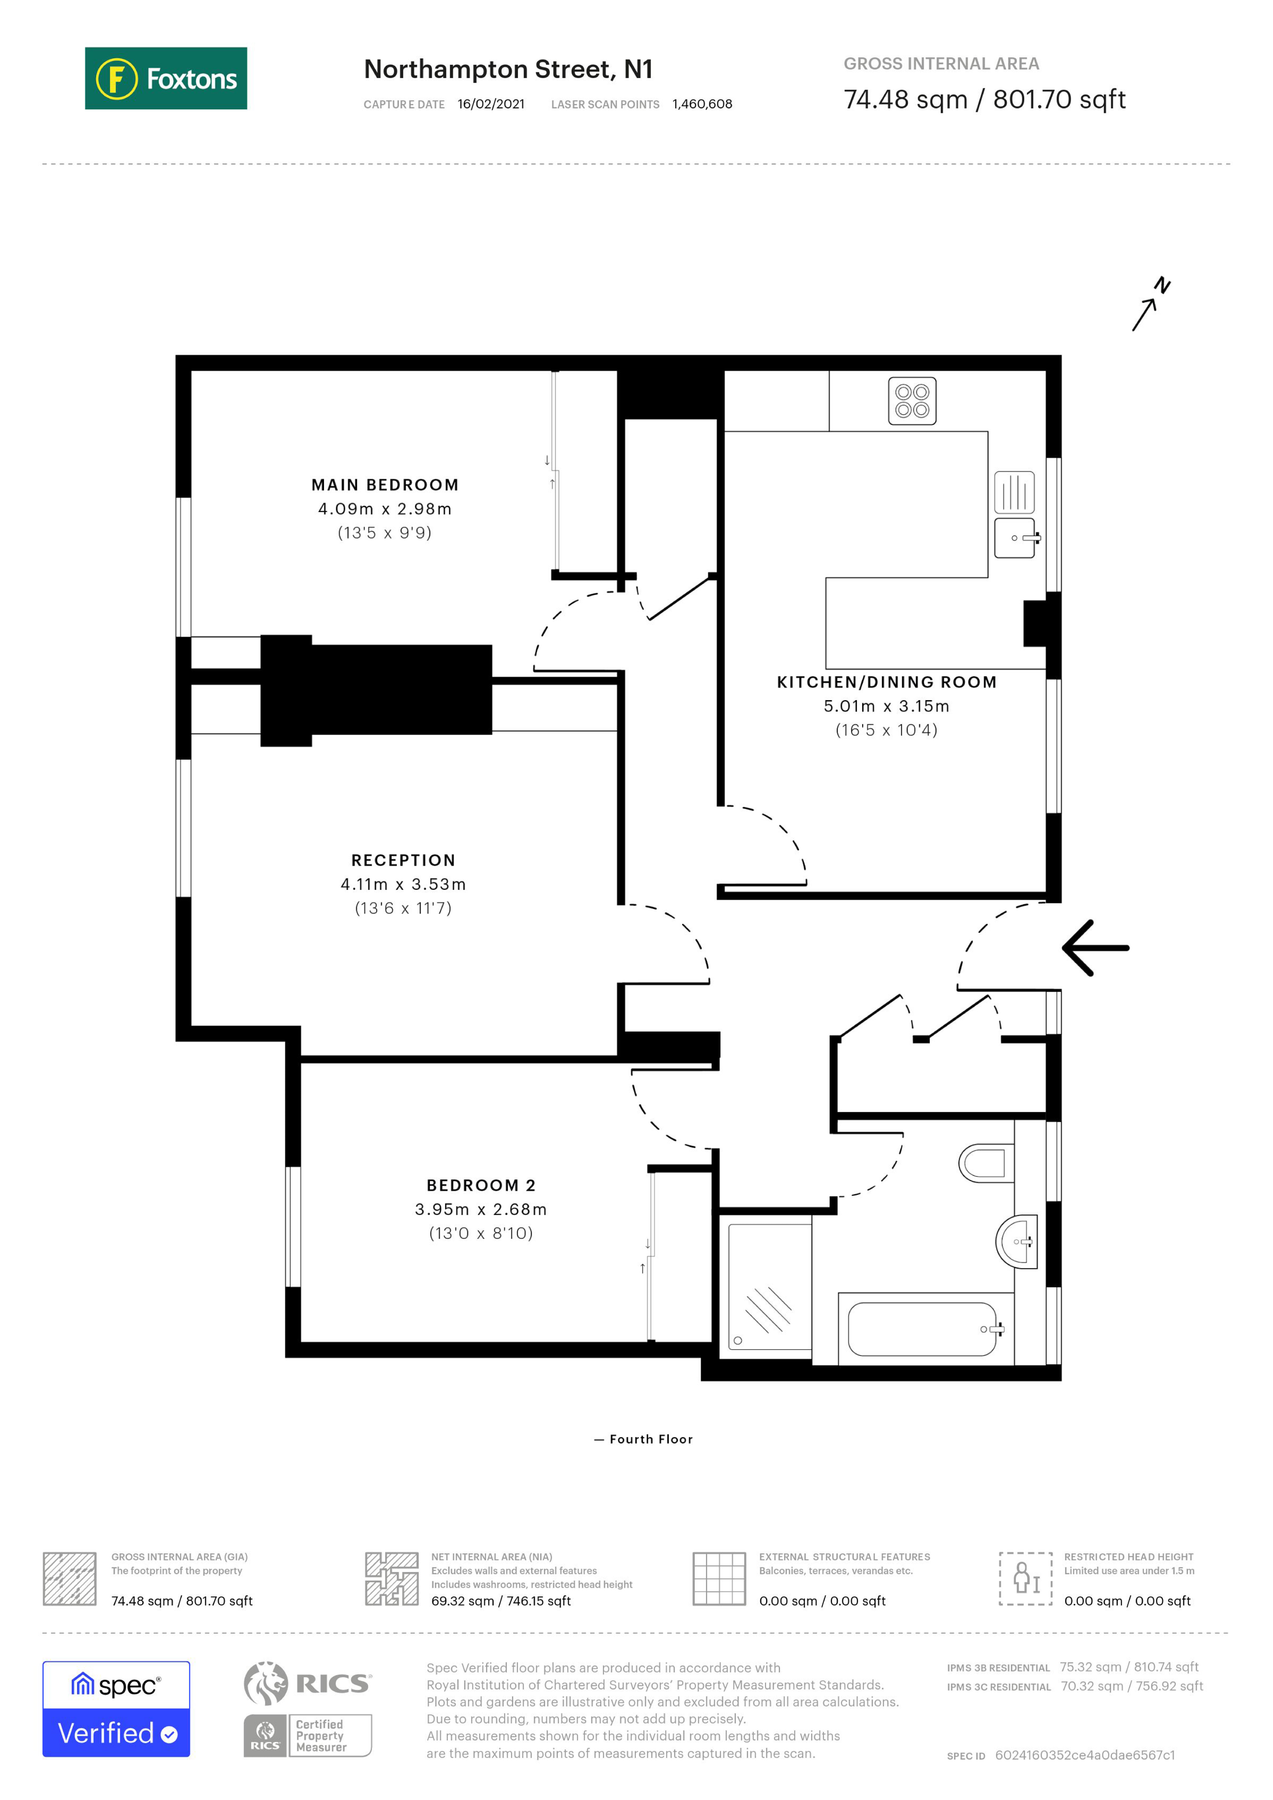 Foxtons
Northampton Street, N1
CAPTURE DATE 16/02/2021 LASER SCAN POINTS 1,460,608
GROSS INTERNAL AREA
74.48 sqm / 801.70 sqft
N
MAIN BEDROOM
4.09m x 2.98m
(13'5 x 9'9)
KITCHEN/DINING ROOM
5.01m x 3.15m
(16'5 x 10'4)
RECEPTION
4.11m x 3.53m
(13'6 x 11'7)
BEDROOM 2
3.95m x 2.68m
(13'0 x 8'10)
— Fourth Floor
GROSS INTERNAL AREA (GIA)
The footprint of the property
74.48 sqm / 801.70 sqft
NET INTERNAL AREA (NIA)
Excludes walls and external features
Includes washrooms, restricted head height
69.32 sqm / 746.15 sqft
EXTERNAL STRUCTURAL FEATURES
Balconies, terraces, verandas etc.
0.00 sqm / 0.00 sqft
RESTRICTED HEAD HEIGHT
Limited use area under 1.5 m
0.00 sqm / 0.00 sqft
spec®
Verified
RICS
RICS
Certified
Property
Measurer
Spec Verified floor plans are produced in accordance with
Royal Institution of Chartered Surveyors' Property Measurement Standards.
Plots and gardens are illustrative only and excluded from all area calculations.
Due to rounding, numbers may not add up precisely.
All measurements shown for the individual room lengths and widths
are the maximum points of measurements captured in the scan.
IPMS 3B RESIDENTIAL 75.32 sqm / 810.74 sqft
IPMS 3C RESIDENTIAL 70.32 sqm / 756.92 sqft
SPEC ID 6024160352ce4a0dae6567c1